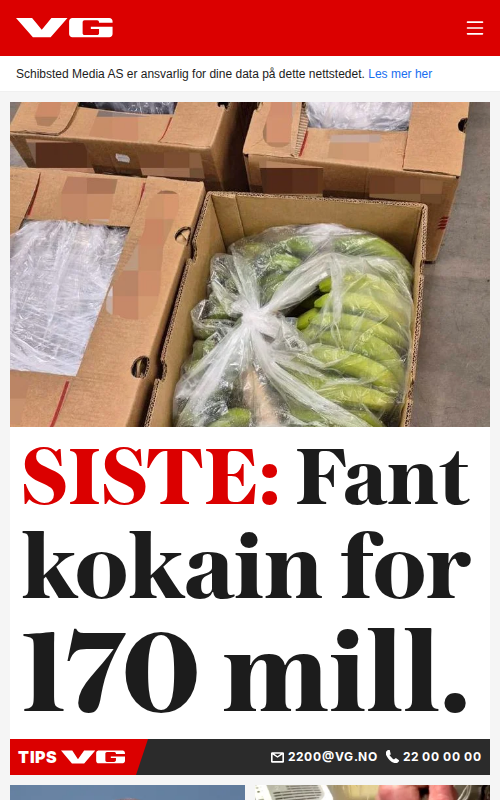 VG
Schibsted Media AS er ansvarlig for dine data på dette nettstedet. Les mer her
SISTE: Fant
kokain for
170 mill.
TIPS VG 2200@VG.NO 22 00 00 00